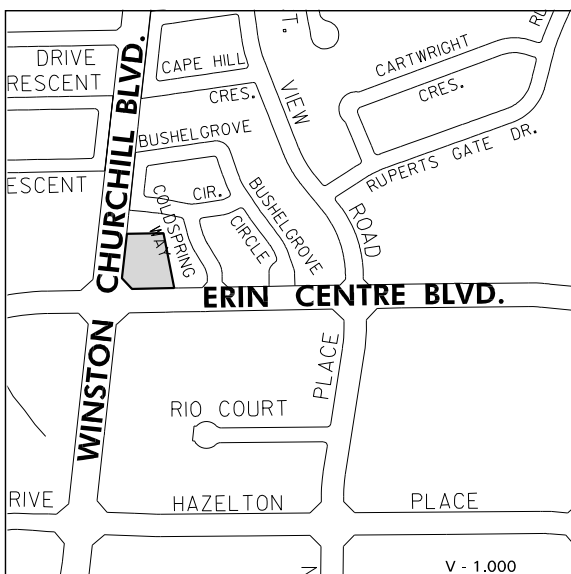 DRIVE
RESCENT
CAPE HILL
CRES.
T.
VIEW
ROAD
CARTWRIGHT
CRES.
RU
RUPERTS GATE DR.
WINSTON CHURCHILL BLVD.
BUSHELGROVE
CIR.
ESCENT
COLDSPRING
WAY
BUSHELGROVE
CIRCLE
ERIN CENTRE BLVD.
PLACE
RIO COURT
RIVE
HAZELTON PLACE
N
V - 1,000